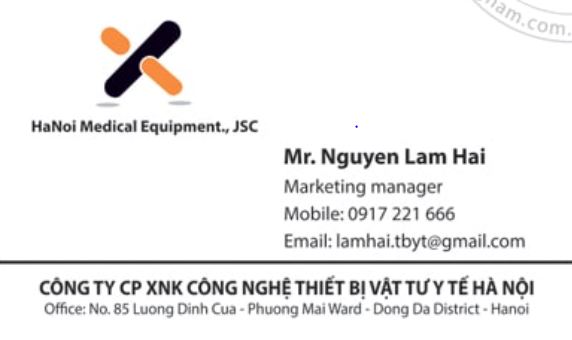 nam.com.
HaNoi Medical Equipment., JSC
Mr. Nguyen Lam Hai
Marketing manager
Mobile: 0917 221 666
Email: lamhai.tbyt@gmail.com
CÔNG TY CP XNK CÔNG NGHỆ THIẾT BỊ VẬT TƯ Y TẾ HÀ NỘI
Office: No. 85 Luong Dinh Cua - Phuong Mai Ward - Dong Da District - Hanoi